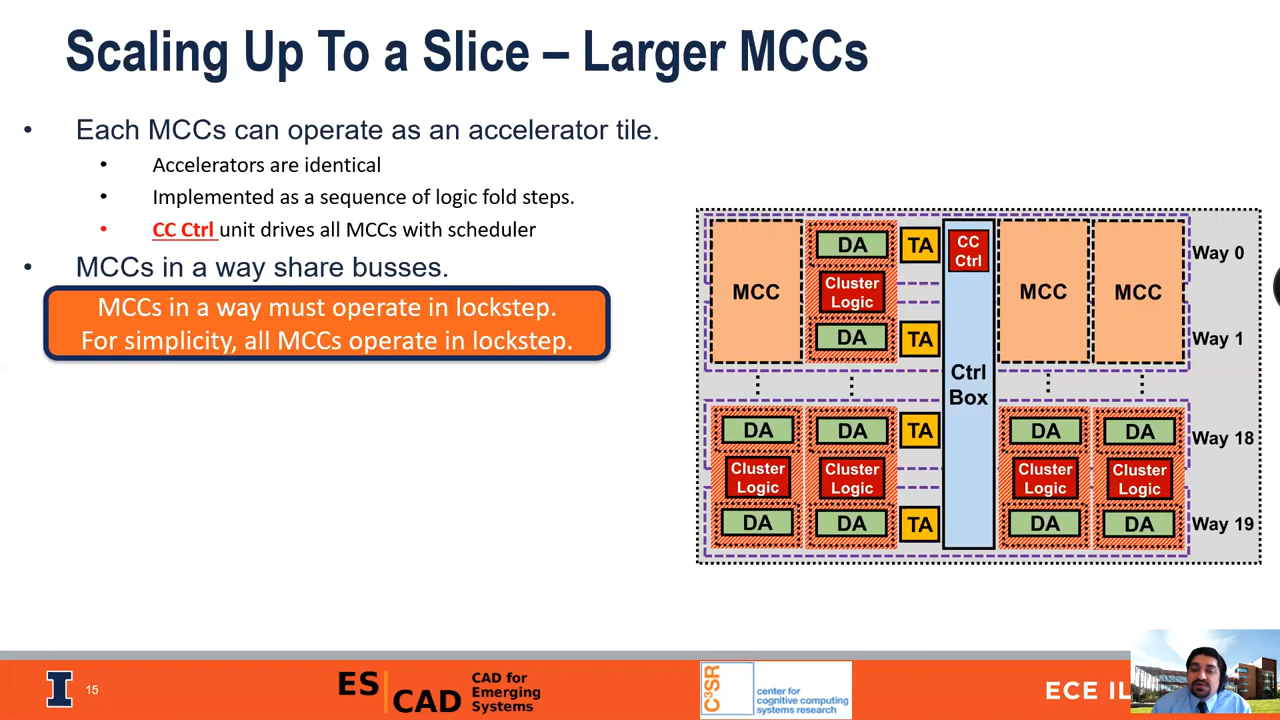 Scaling Up To a Slice – Larger MCCs
• Each MCCs can operate as an accelerator tile.
• Accelerators are identical
• Implemented as a sequence of logic fold steps.
• CC Ctrl unit drives all MCCs with scheduler
• MCCs in a way share busses.
MCCs in a way must operate in lockstep.
For simplicity, all MCCs operate in lockstep.
MCC
DA
Cluster
Logic
DA
TA
TA
CC
Ctrl
Ctrl
Box
MCC
MCC
Way 0
Way 1
DA
DA
TA
DA
DA
Way 18
Cluster
Logic
Cluster
Logic
Cluster
Logic
Cluster
Logic
DA
DA
TA
DA
DA
Way 19
I
15
ES
CAD
CAD for
Emerging
Systems
C³SR
center for
cognitive computing
systems research
ECE IL